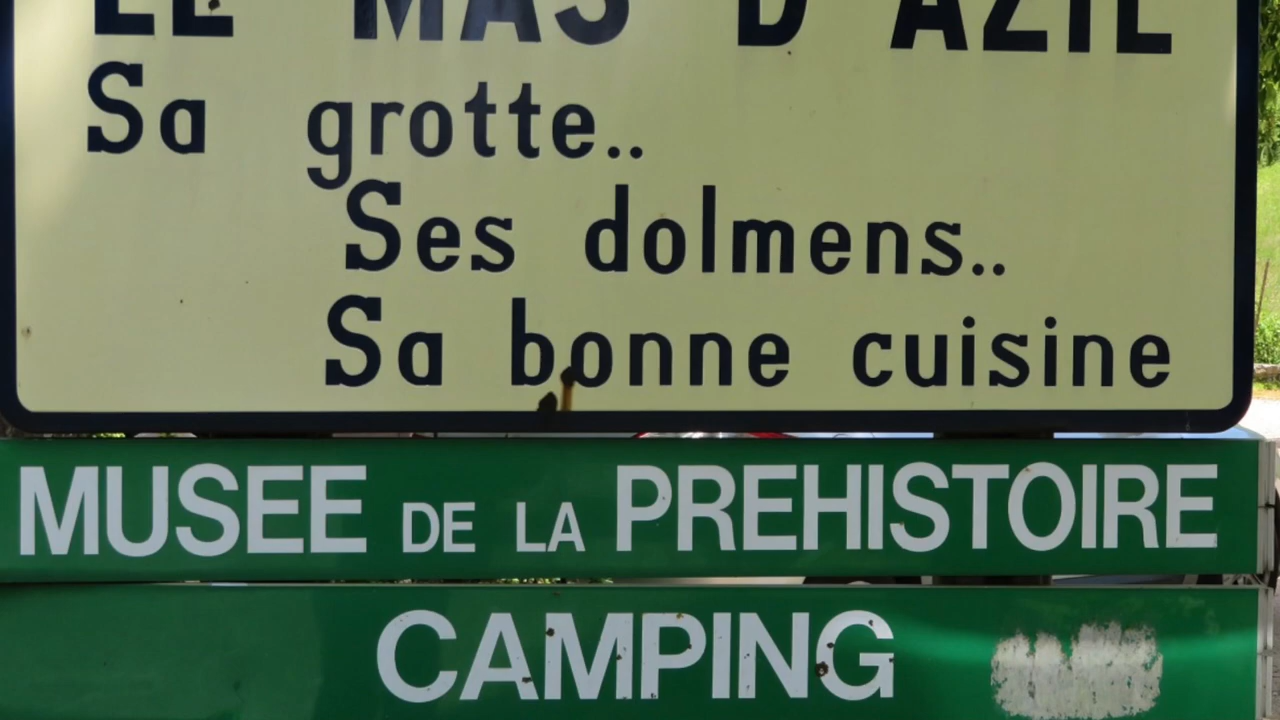 LE MAS D'AZIL
Sa grotte..
Ses dolmens..
Sa bonne cuisine
MUSEE DE LA PREHISTOIRE
CAMPING